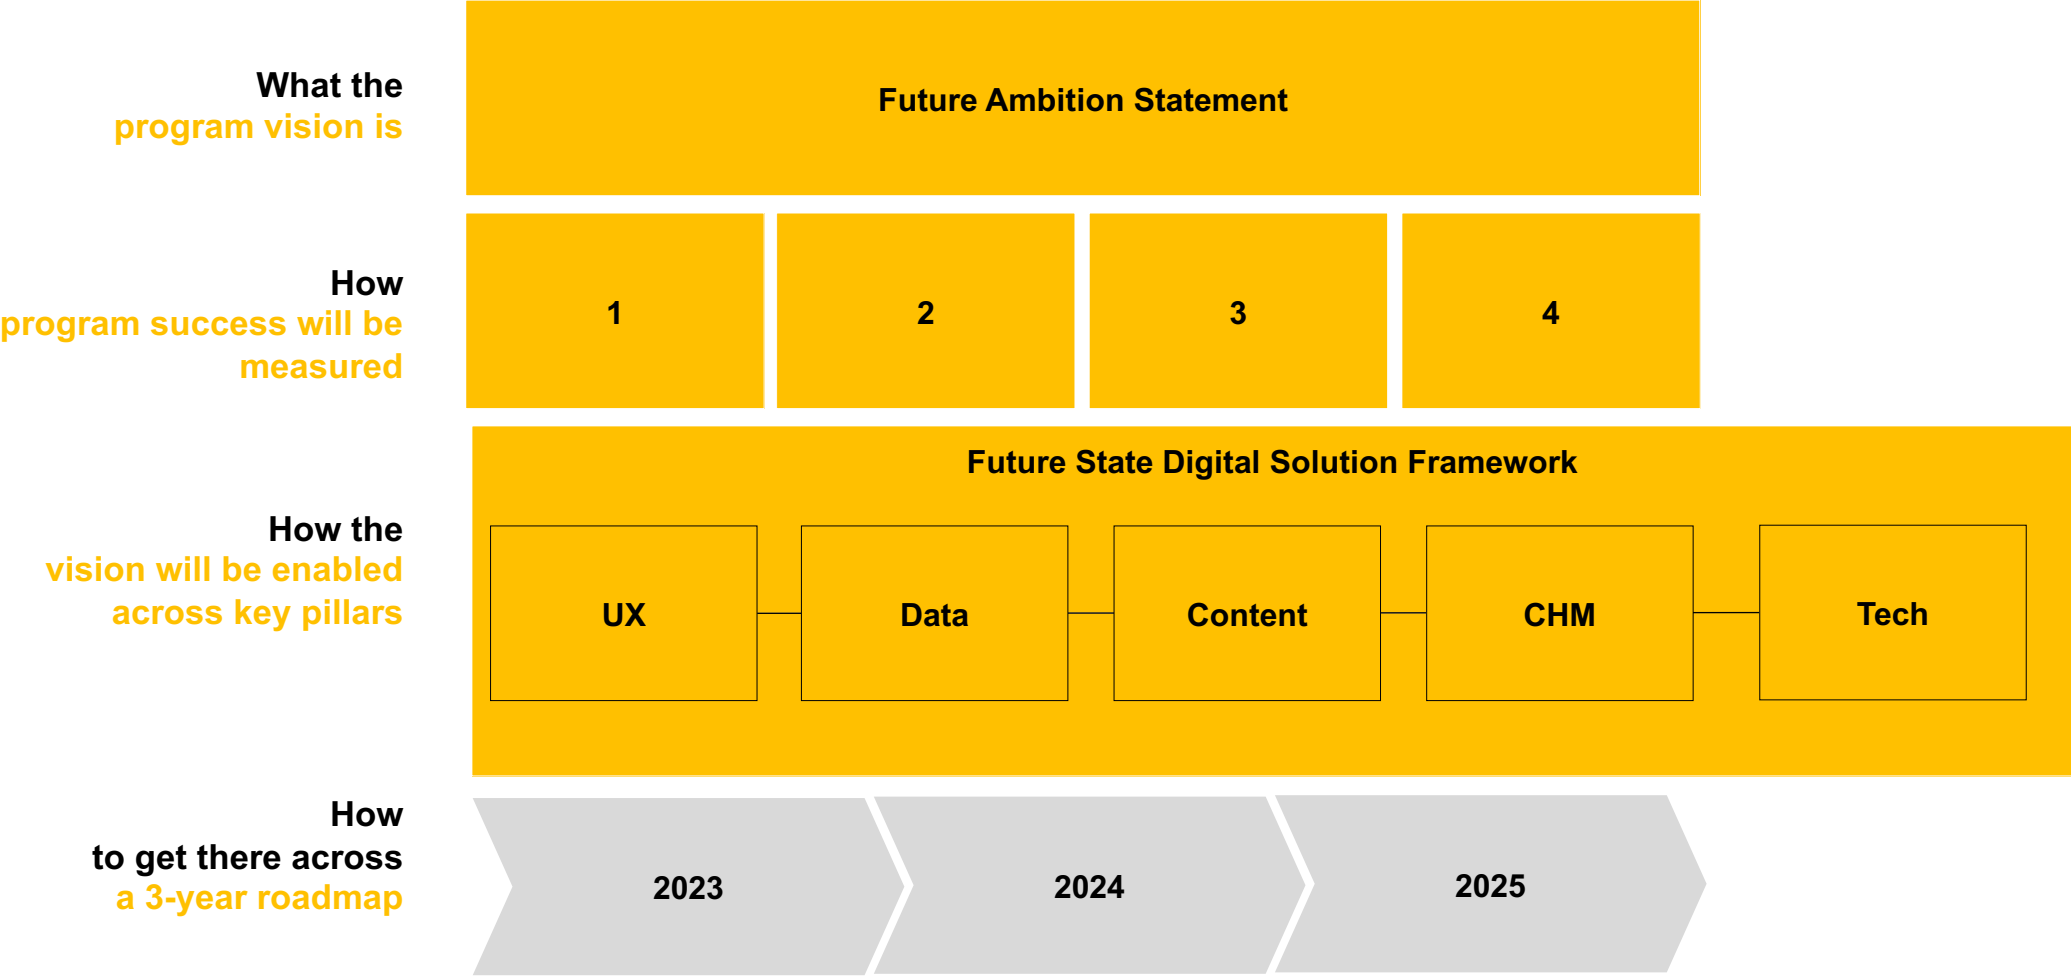 What the
program vision is
Future Ambition Statement
How
program success will be
measured
1
2
3
4
Future State Digital Solution Framework
How the
vision will be enabled
across key pillars
UX
Data
Content
CHM
Tech
How
to get there across
a 3-year roadmap
2023
2024
2025